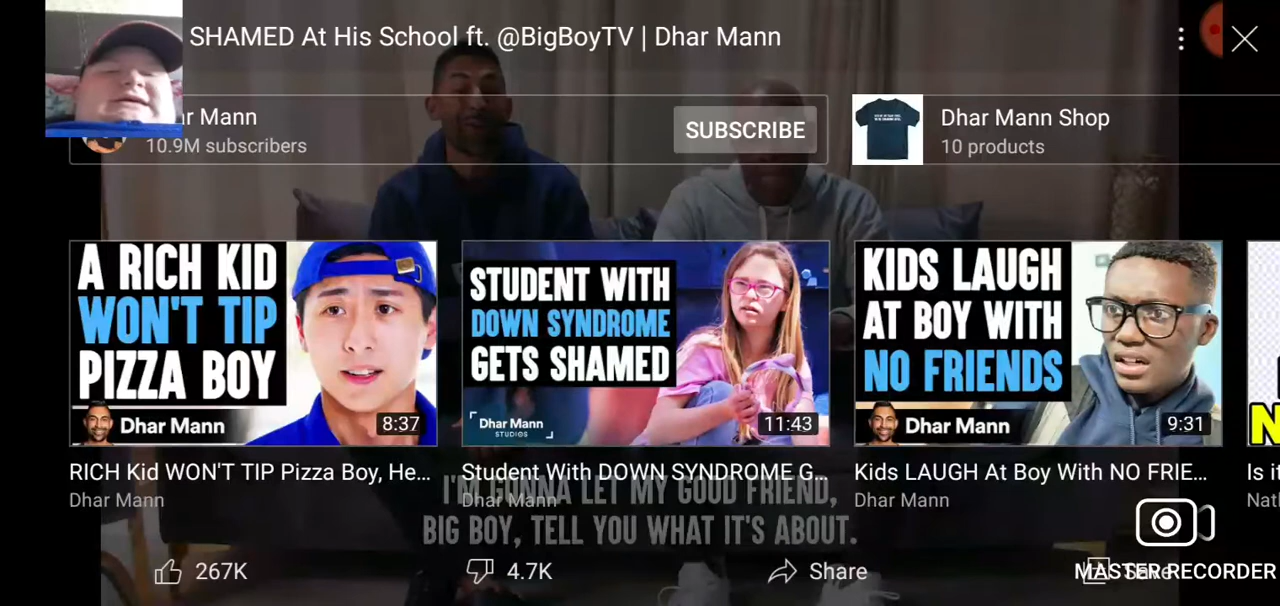 SHAMED At His School ft. @BigBoyTV | Dhar Mann
Mann
10.9M subscribers
SUBSCRIBE
Dhar Mann Shop
10 products
A RICH KID
WON'T TIP
PIZZA BOY
Dhar Mann
8:37
STUDENT WITH
DOWN SYNDROME
GETS SHAMED
Dhar Mann
STUDIOS
11:43
KIDS LAUGH
AT BOY WITH
NO FRIENDS
Dhar Mann
9:31
RICH Kid WON'T TIP Pizza Boy, He...
Dhar Mann
Student With DOWN SYNDROME G...
Dhar Mann
Kids LAUGH At Boy With NO FRIE...
Dhar Mann
Is i
Nat
I'M GONNA LET MY GOOD FRIEND,
BIG BOY, TELL YOU WHAT IT'S ABOUT.
267K
4.7K
Share
Save
MASTER RECORDER